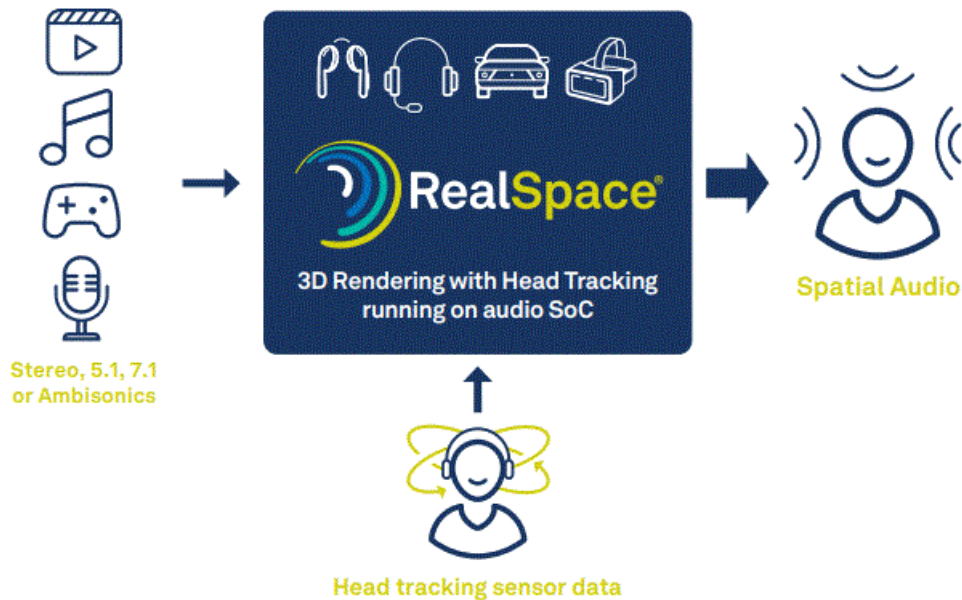 RealSpace®
3D Rendering with Head Tracking
running on audio SoC
Stereo, 5.1, 7.1
or Ambisonics
Spatial Audio
Head tracking sensor data